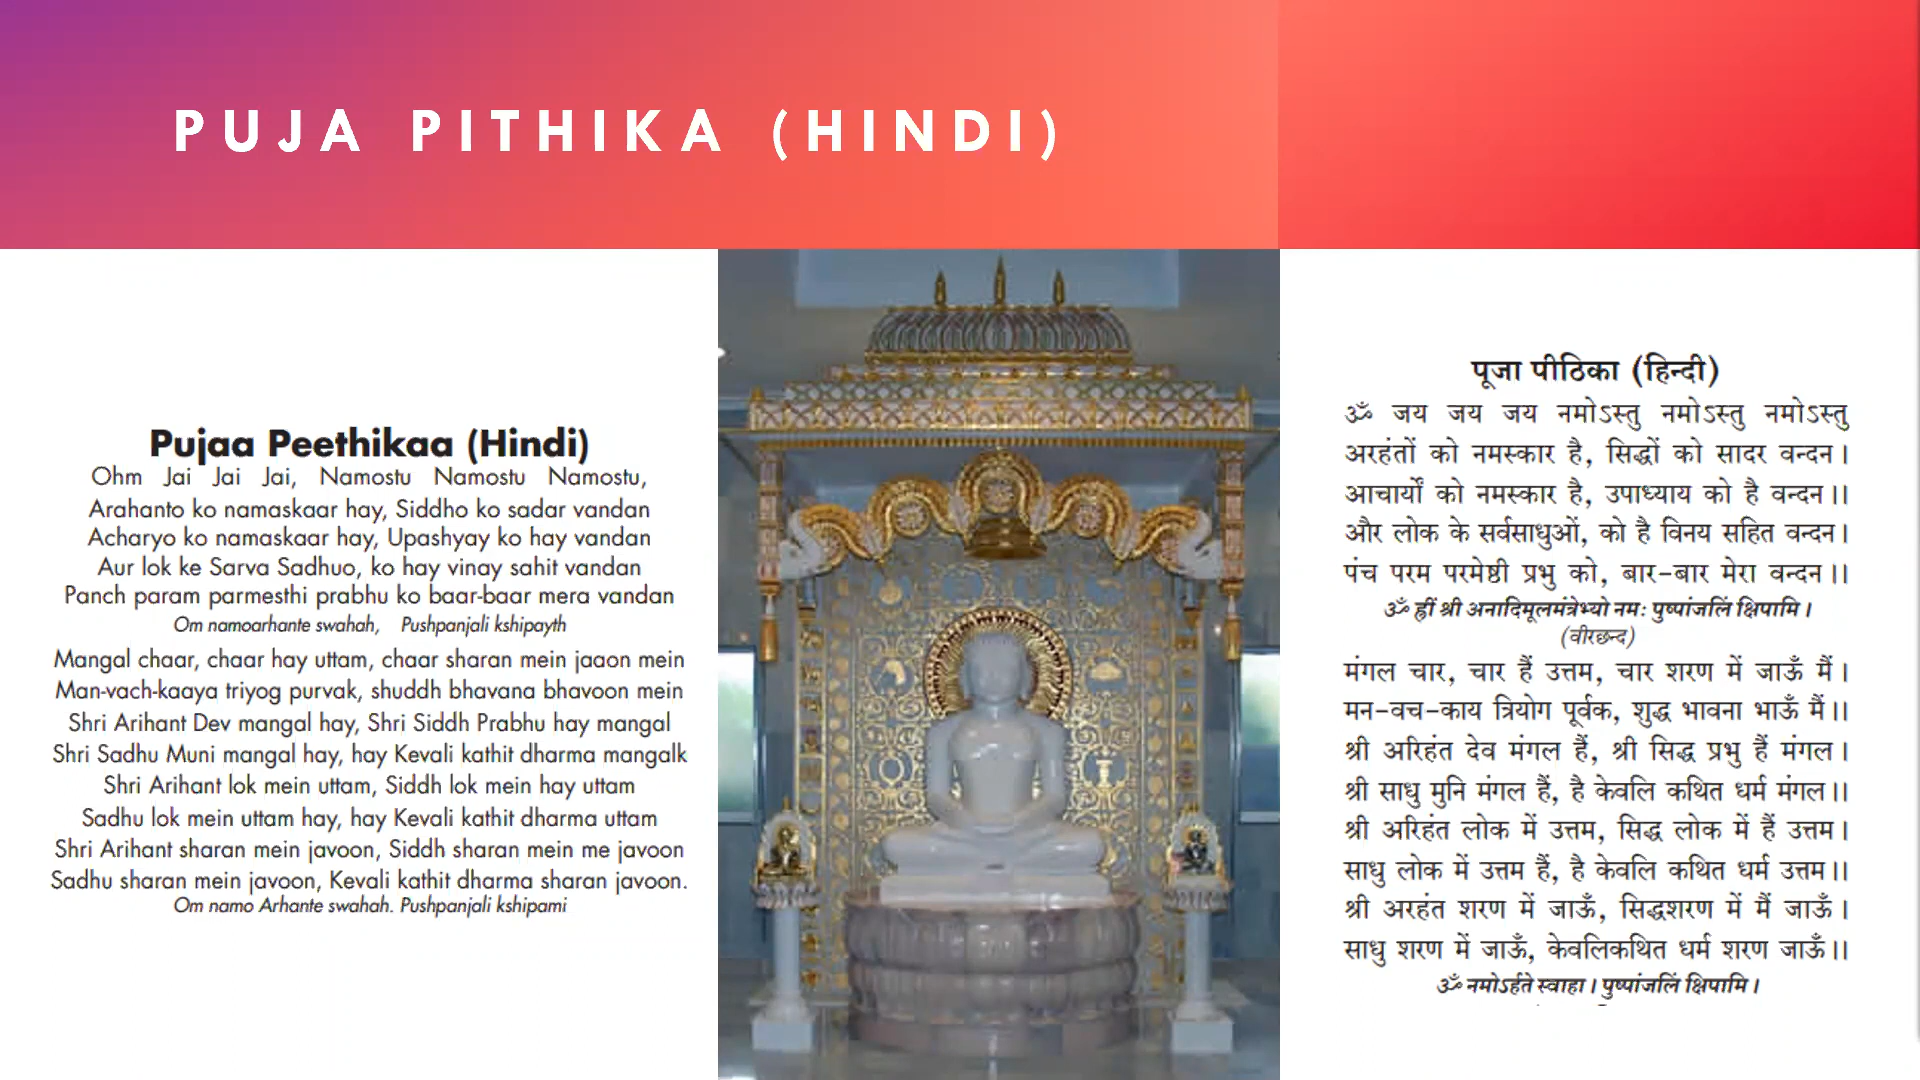 PUJA PITHIKA (HINDI)
Pujaa Peethikaa (Hindi)
Ohm Jai Jai Jai, Namostu Namostu Namostu,
Arahanto ko namaskaar hay, Siddho ko sadar vandan
Acharyo ko namaskaar hay, Upashyay ko hay vandan
Aur lok ke Sarva Sadhuo, ko hay vinay sahit vandan
Panch param parmesthi prabhu ko baar-baar mera vandan
Om namoarhante swahah, Pushpanjali kshipayth
Mangal chaar, chaar hay uttam, chaar sharan mein jaaon mein
Man-vach-kaaya triyog purvak, shuddh bhavana bhavoon mein
Shri Arihant Dev mangal hay, Shri Siddh Prabhu hay mangal
Shri Sadhu Muni mangal hay, hay Kevali kathit dharma mangalk
Shri Arihant lok mein uttam, Siddh lok mein hay uttam
Sadhu lok mein uttam hay, hay Kevali kathit dharma uttam
Shri Arihant sharan mein javoon, Siddh sharan mein me javoon
Sadhu sharan mein javoon, Kevali kathit dharma sharan javoon.
Om namo Arhante swahah. Pushpanjali kshipami
पूजा पीठिका (हिन्दी)
ॐ जय जय जय नमोऽस्तु नमोऽस्तु नमोऽस्तु
अरहंतों को नमस्कार है, सिद्धों को सादर वन्दन।
आचार्यों को नमस्कार है, उपाध्याय को है वन्दन।।
और लोक के सर्वसाधुओं, को है विनय सहित वन्दन।
पंच परम परमेष्ठी प्रभु को, बार-बार मेरा वन्दन।।
ॐ ह्रीं श्री अनादिमूलमंत्रेभ्यो नमः पुष्पांजलिं क्षिपामि।
(वीरछन्द)
मंगल चार, चार हैं उत्तम, चार शरण में जाऊँ मैं।
मन-वच-काय त्रियोग पूर्वक, शुद्ध भावना भाऊँ मैं।।
श्री अरिहंत देव मंगल हैं, श्री सिद्ध प्रभु हैं मंगल।
श्री साधु मुनि मंगल हैं, है केवलि कथित धर्म मंगल।।
श्री अरिहंत लोक में उत्तम, सिद्ध लोक में हैं उत्तम।
साधु लोक में उत्तम हैं, है केवलि कथित धर्म उत्तम।।
श्री अरहंत शरण में जाऊँ, सिद्धशरण में मैं जाऊँ।
साधु शरण में जाऊँ, केवलिकथित धर्म शरण जाऊँ।।
ॐ नमोऽर्हते स्वाहा। पुष्पांजलिं क्षिपामि।